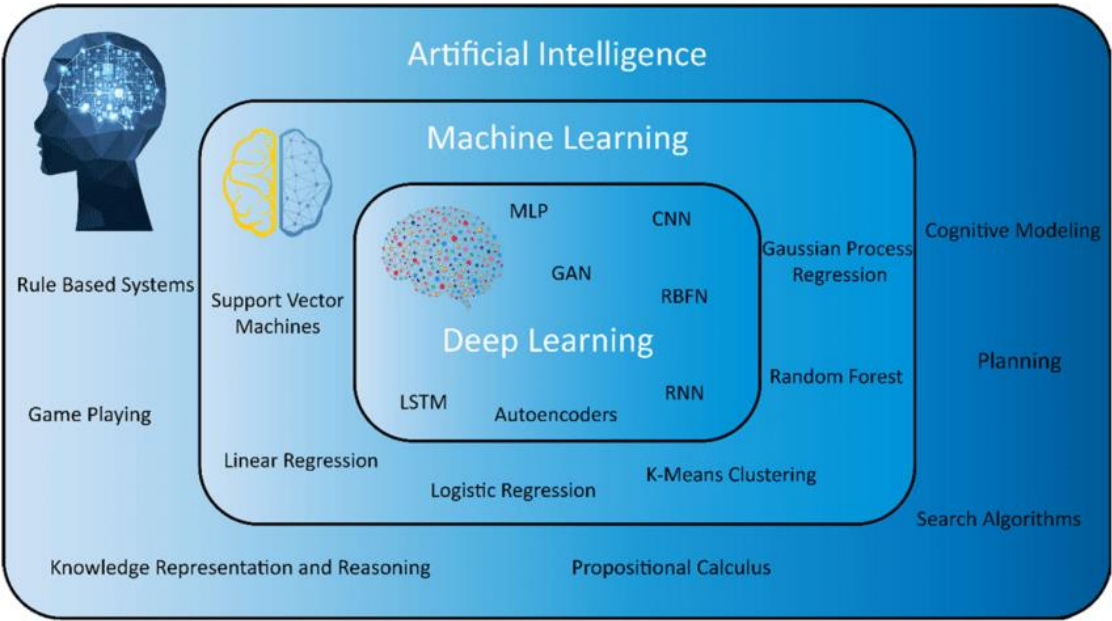 Artificial Intelligence
Machine Learning
MLP
CNN
Cognitive Modeling
Gaussian Process
Regression
GAN
Rule Based Systems
RBFN
Support Vector
Machines
Deep Learning
Planning
Random Forest
RNN
LSTM
Autoencoders
Game Playing
Linear Regression
K-Means Clustering
Logistic Regression
Search Algorithms
Knowledge Representation and Reasoning
Propositional Calculus